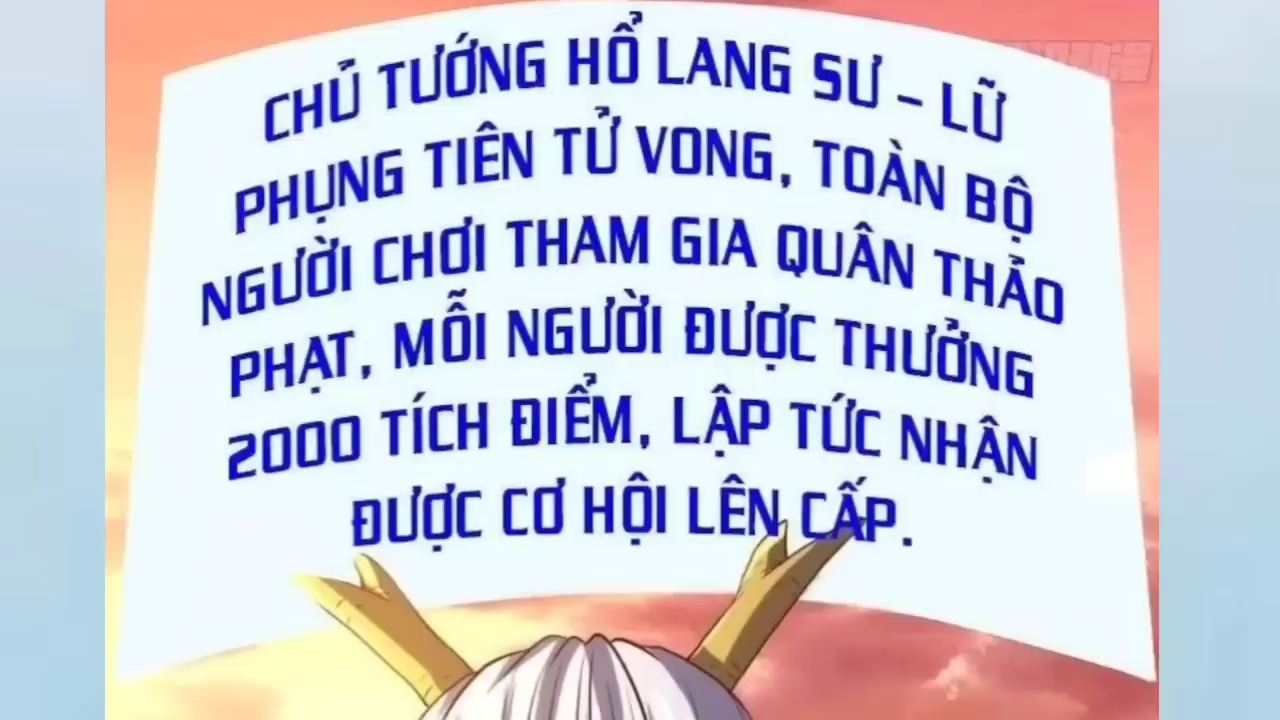 CHỦ TƯỚNG HỔ LANG SƯ – LỮ
PHỤNG TIÊN TỬ VONG, TOÀN BỘ
NGƯỜI CHƠI THAM GIA QUÂN THẢO
PHẠT, MỖI NGƯỜI ĐƯỢC THƯỞNG
2000 TÍCH ĐIỂM, LẬP TỨC NHẬN
ĐƯỢC CƠ HỘI LÊN CẤP.